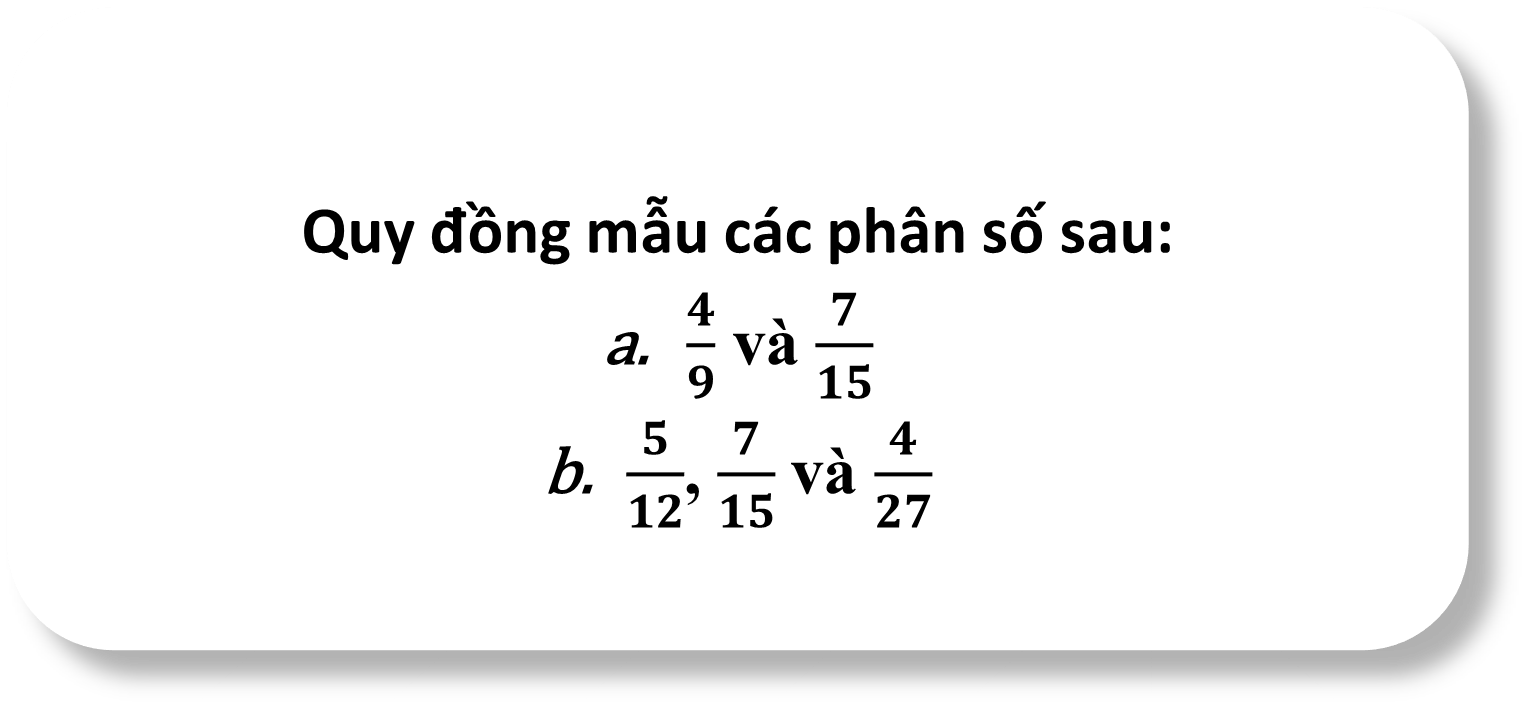 Quy đồng mẫu các phân số sau:
a. 4/9 và 7/15
b. 5/12, 7/15 và 4/27